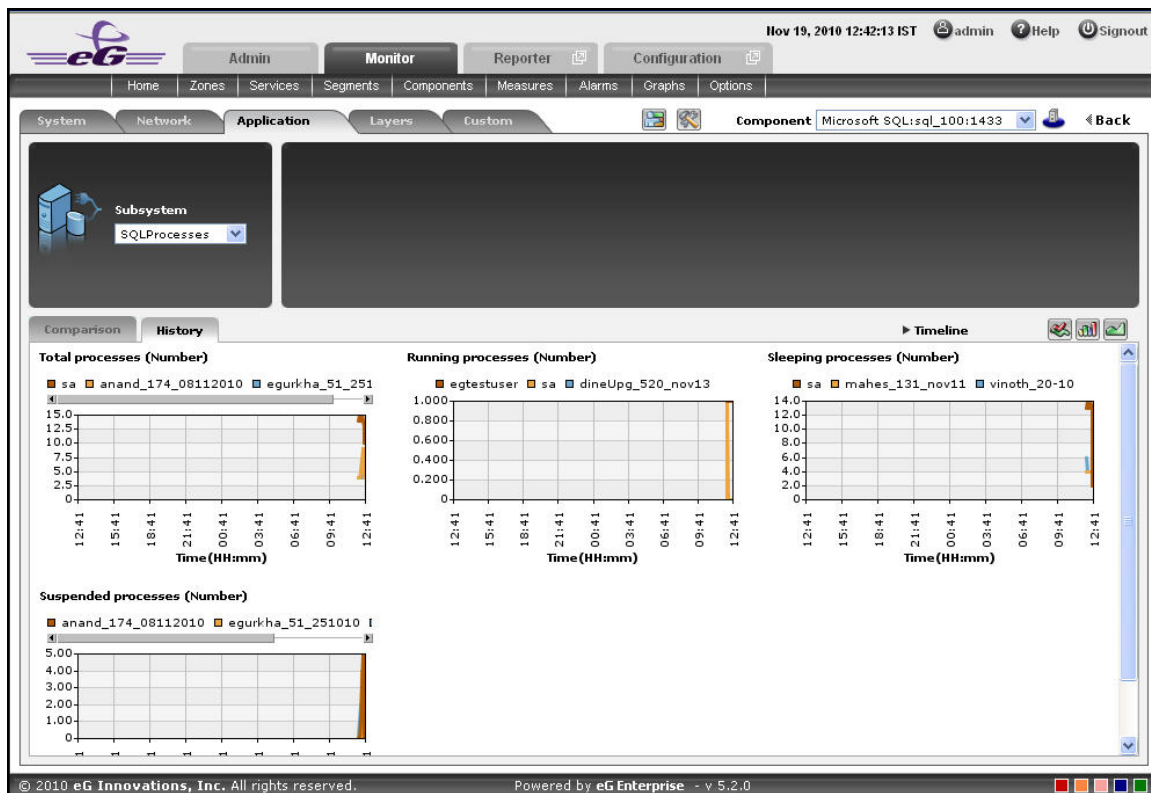 Nov 19, 2010 12:42:13 IST admin Help Signout
eG
Admin Monitor Reporter Configuration
Home Zones Services Segments Components Measures Alarms Graphs Options
System Network Application Layers Custom Component Microsoft SQL:sql_100:1433 Back
Subsystem
SQLProcesses
Comparison History Timeline
Total processes (Number)
sa anand_174_08112010 egurkha_51_251
15.0
12.5
10.0
7.5
5.0
2.5
0
12:41 15:41 18:41 21:41 00:41 03:41 06:41 09:41 12:41
Time(HH:mm)
Running processes (Number)
egtestuser sa dineUpg_520_nov13
1.000
0.800
0.600
0.400
0.200
0
12:41 15:41 18:41 21:41 00:41 03:41 06:41 09:41 12:41
Time(HH:mm)
Sleeping processes (Number)
sa mahes_131_nov11 vinoth_20-10
14.0
12.0
10.0
8.0
6.0
4.0
2.0
0
12:41 15:41 18:41 21:41 00:41 03:41 06:41 09:41 12:41
Time(HH:mm)
Suspended processes (Number)
anand_174_08112010 egurkha_51_251010
5.00
4.00
3.00
2.00
1.00
0
© 2010 eG Innovations, Inc. All rights reserved. Powered by eG Enterprise - v 5.2.0